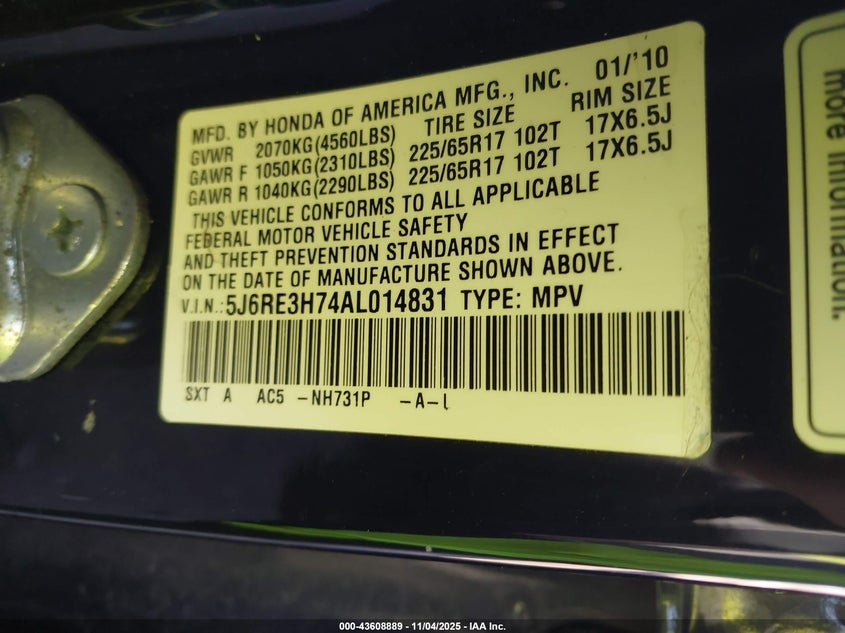 MFD. BY HONDA OF AMERICA MFG., INC. 01/'10
GVWR 2070KG(4560LBS) TIRE SIZE RIM SIZE
GAWR F 1050KG(2310LBS) 225/65R17 102T 17X6.5J
GAWR R 1040KG(2290LBS) 225/65R17 102T 17X6.5J
THIS VEHICLE CONFORMS TO ALL APPLICABLE
FEDERAL MOTOR VEHICLE SAFETY
AND THEFT PREVENTION STANDARDS IN EFFECT
ON THE DATE OF MANUFACTURE SHOWN ABOVE.
V.I.N.: 5J6RE3H74AL014831 TYPE: MPV
SXT A AC5 -NH731P -A-
more information.
000-43608889 - 11/04/2025 - IAA Inc.